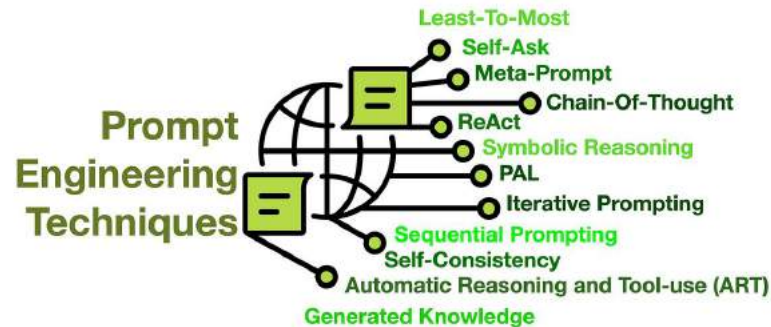 Least-To-Most
Self-Ask
Meta-Prompt
Chain-Of-Thought
ReAct
Prompt
Engineering
Techniques
Symbolic Reasoning
PAL
Iterative Prompting
Sequential Prompting
Self-Consistency
Automatic Reasoning and Tool-use (ART)
Generated Knowledge